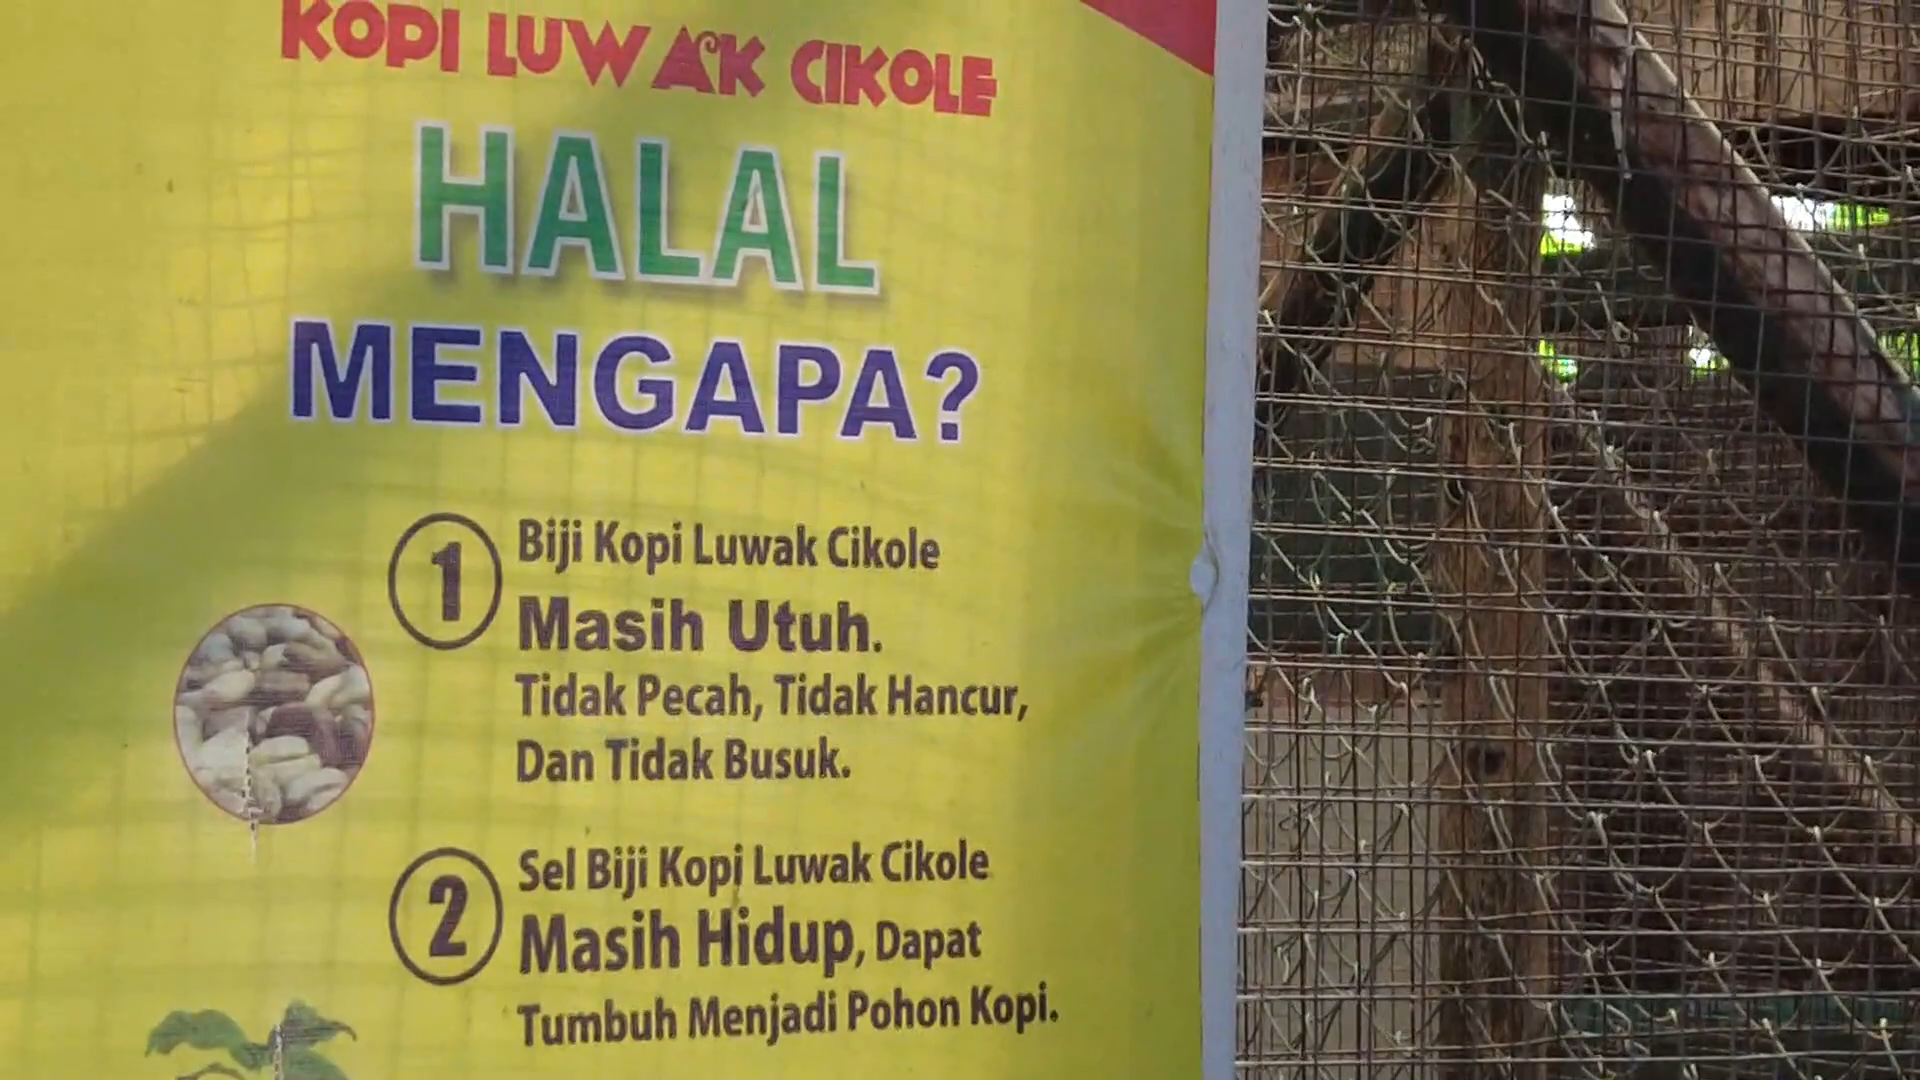 KOPI LUWAK CIKOLE
HALAL
MENGAPA?
1 Biji Kopi Luwak Cikole
Masih Utuh.
Tidak Pecah, Tidak Hancur,
Dan Tidak Busuk.
2 Sel Biji Kopi Luwak Cikole
Masih Hidup, Dapat
Tumbuh Menjadi Pohon Kopi.